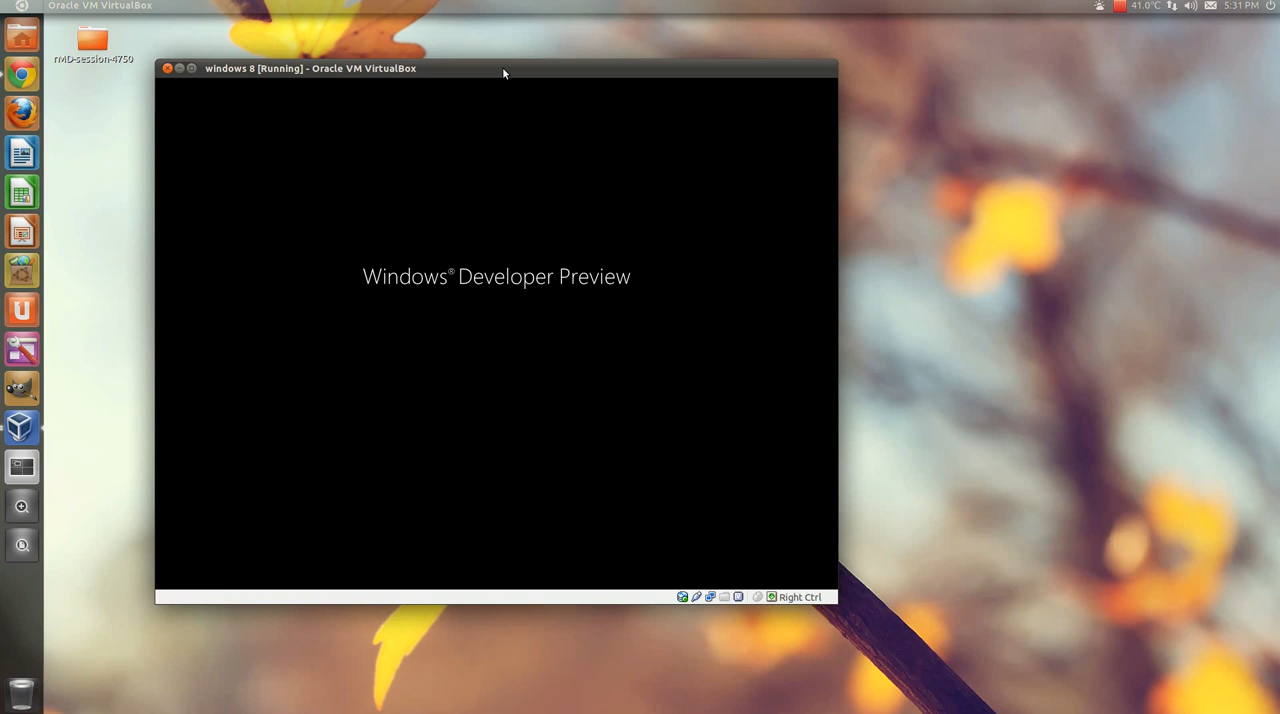 Oracle VM VirtualBox
41.0°C
5:31 PM
rMD-session-4750
windows 8 [Running] - Oracle VM VirtualBox
Windows® Developer Preview
Right Ctrl